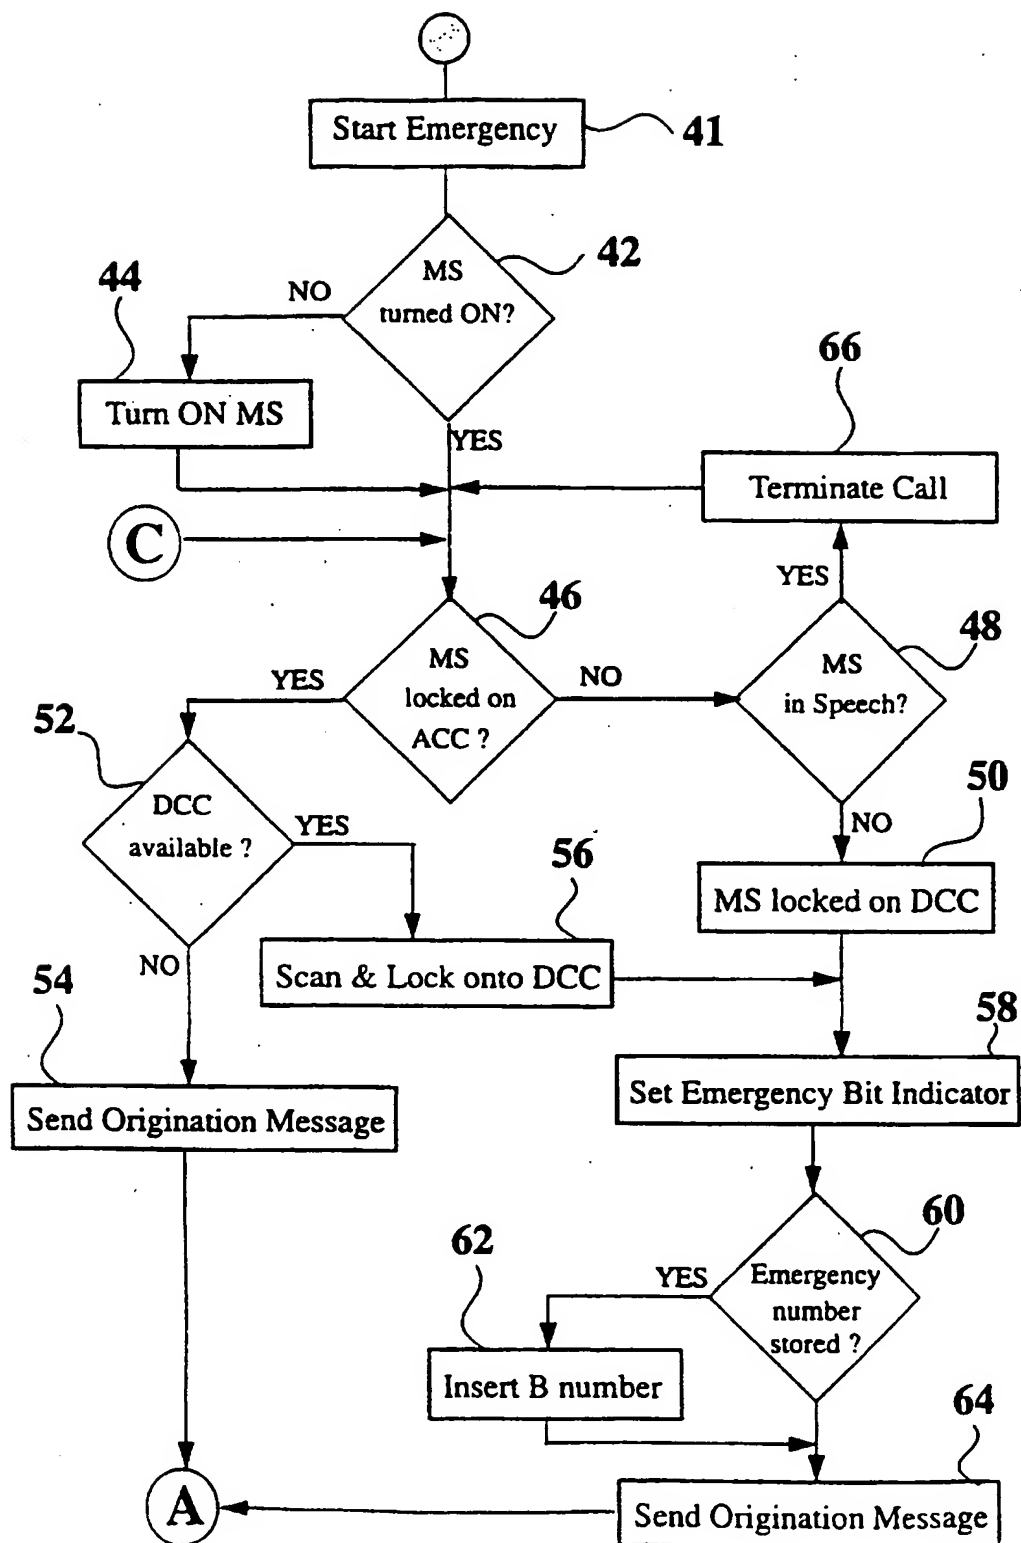 Start Emergency
41
MS
turned ON?
42
NO
44
Turn ON MS
YES
66
Terminate Call
C
YES
46
MS
locked on
ACC ?
YES
NO
48
MS
in Speech?
52
DCC
available ?
YES
NO
50
MS locked on DCC
56
Scan & Lock onto DCC
NO
54
58
Send Origination Message
Set Emergency Bit Indicator
60
Emergency
number
stored ?
YES
62
Insert B number
64
A
Send Origination Message